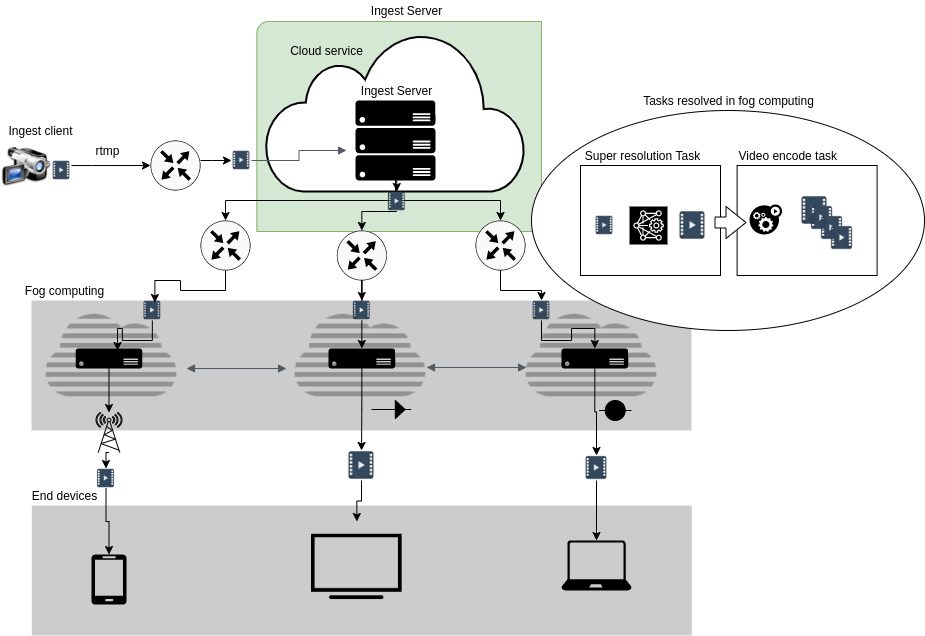 Ingest Server
Cloud service
Ingest Server
Tasks resolved in fog computing
Ingest client
rtmp
Super resolution Task
Video encode task
Fog computing
End devices